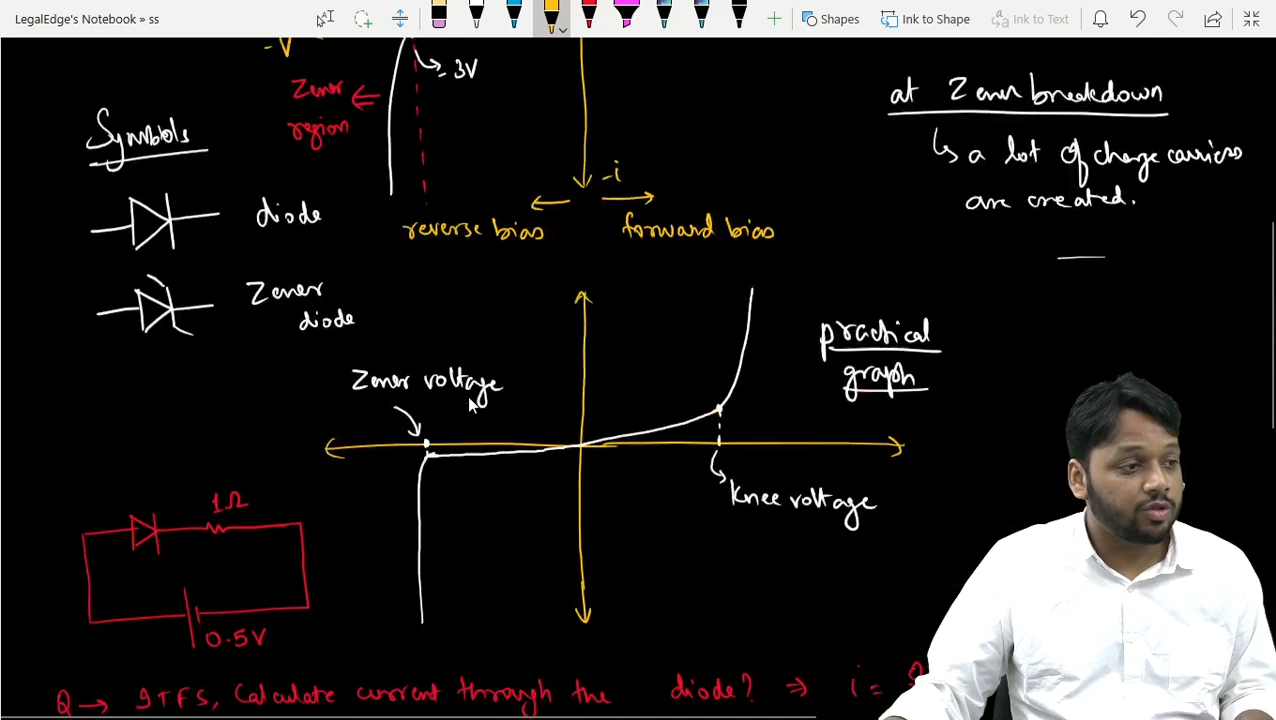 LegalEdge's Notebook » ss
Shapes
Ink to Shape
Ink to Text
-V
-3V
Zener
region
at Zener breakdown
↳ a lot of charge carriers
are created.
Symbols
diode
Zener
diode
-i
reverse bias
forward bias
practical
graph
Zener voltage
Knee voltage
1Ω
0.5V
Q → ITFS, Calculate current through the diode? ⇒ i =